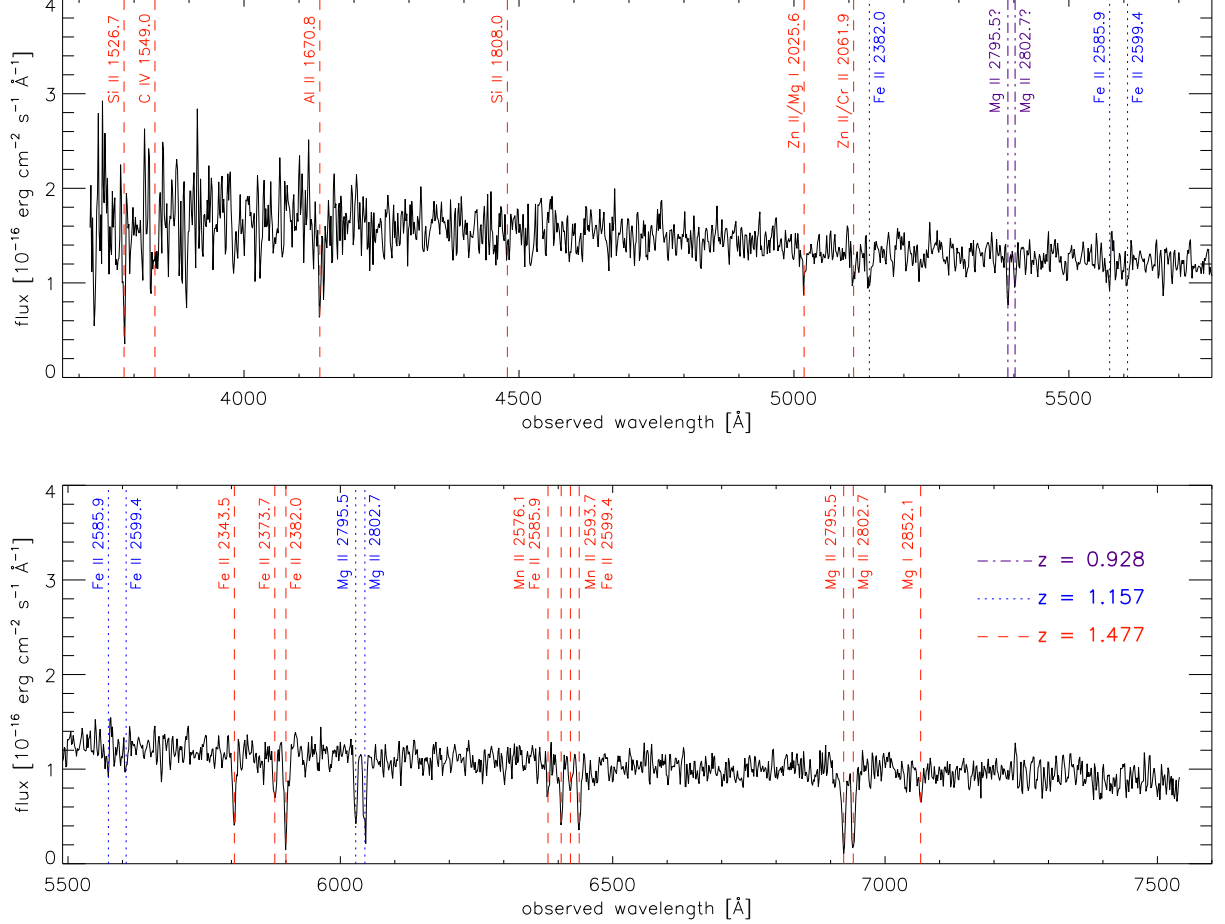 flux [10⁻¹⁶ erg cm⁻² s⁻¹ Å⁻¹]
4
3
2
1
0
Si II 1526.7
C IV 1549.0
Al II 1670.8
Si II 1808.0
Zn II/Mg I 2025.6
Zn II/Cr II 2061.9
Fe II 2382.0
Mg II 2795.5?
Mg II 2802.7?
Fe II 2585.9
Fe II 2599.4
4000 4500 5000 5500
observed wavelength [Å]
flux [10⁻¹⁶ erg cm⁻² s⁻¹ Å⁻¹]
4
3
2
1
0
Fe II 2585.9
Fe II 2599.4
Fe II 2343.5
Fe II 2373.7
Fe II 2382.0
Mg II 2795.5
Mg II 2802.7
Mn II 2576.1
Fe II 2585.9
Mn II 2593.7
Fe II 2599.4
Mg II 2795.5
Mg II 2802.7
Mg I 2852.1
z = 0.928
z = 1.157
z = 1.477
5500 6000 6500 7000 7500
observed wavelength [Å]